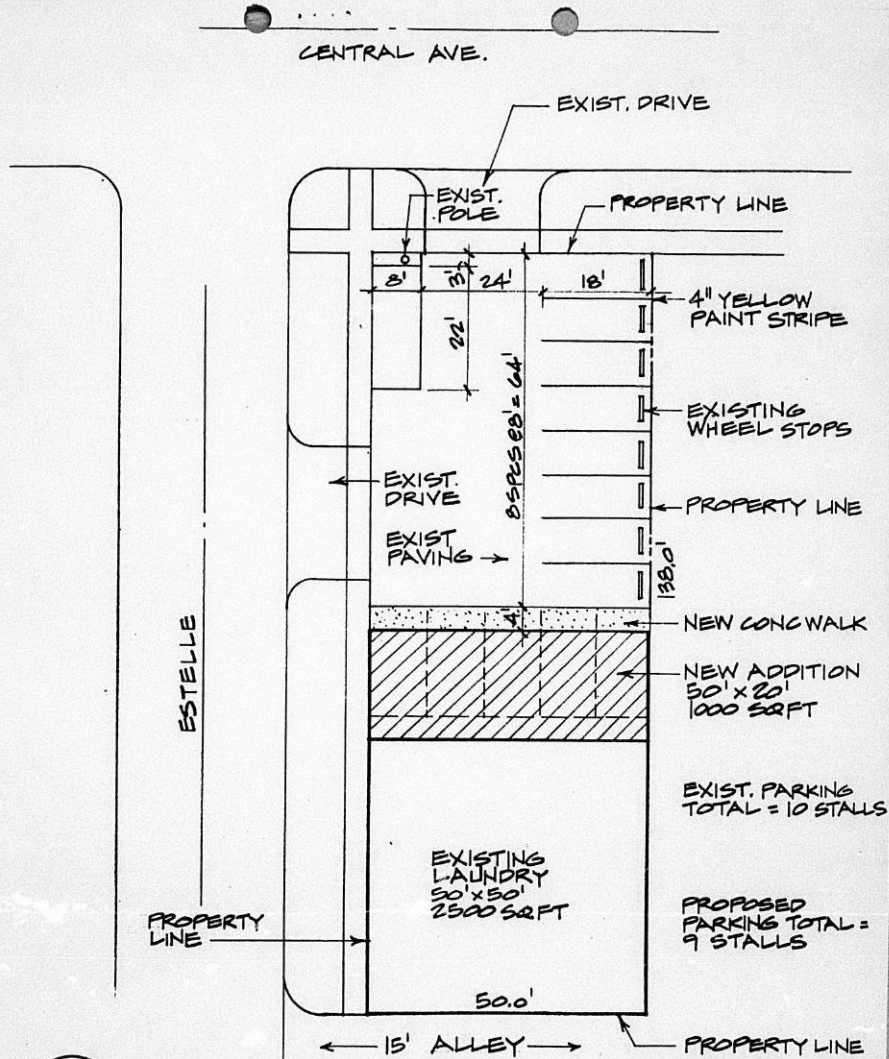 CENTRAL AVE.
EXIST. DRIVE
EXIST.
POLE
PROPERTY LINE
8'
3'
24'
18'
4" YELLOW
PAINT STRIPE
22'
8 SPCS @ 8' = 64'
EXISTING
WHEEL STOPS
EXIST.
DRIVE
PROPERTY LINE
EXIST
PAVING
138.0'
4'
NEW CONC WALK
ESTELLE
NEW ADDITION
50' x 20'
1000 SQ FT
EXIST. PARKING
TOTAL = 10 STALLS
EXISTING
LAUNDRY
50' x 50'
2500 SQ FT
PROPOSED
PARKING TOTAL =
9 STALLS
PROPERTY
LINE
50.0'
15' ALLEY
PROPERTY LINE